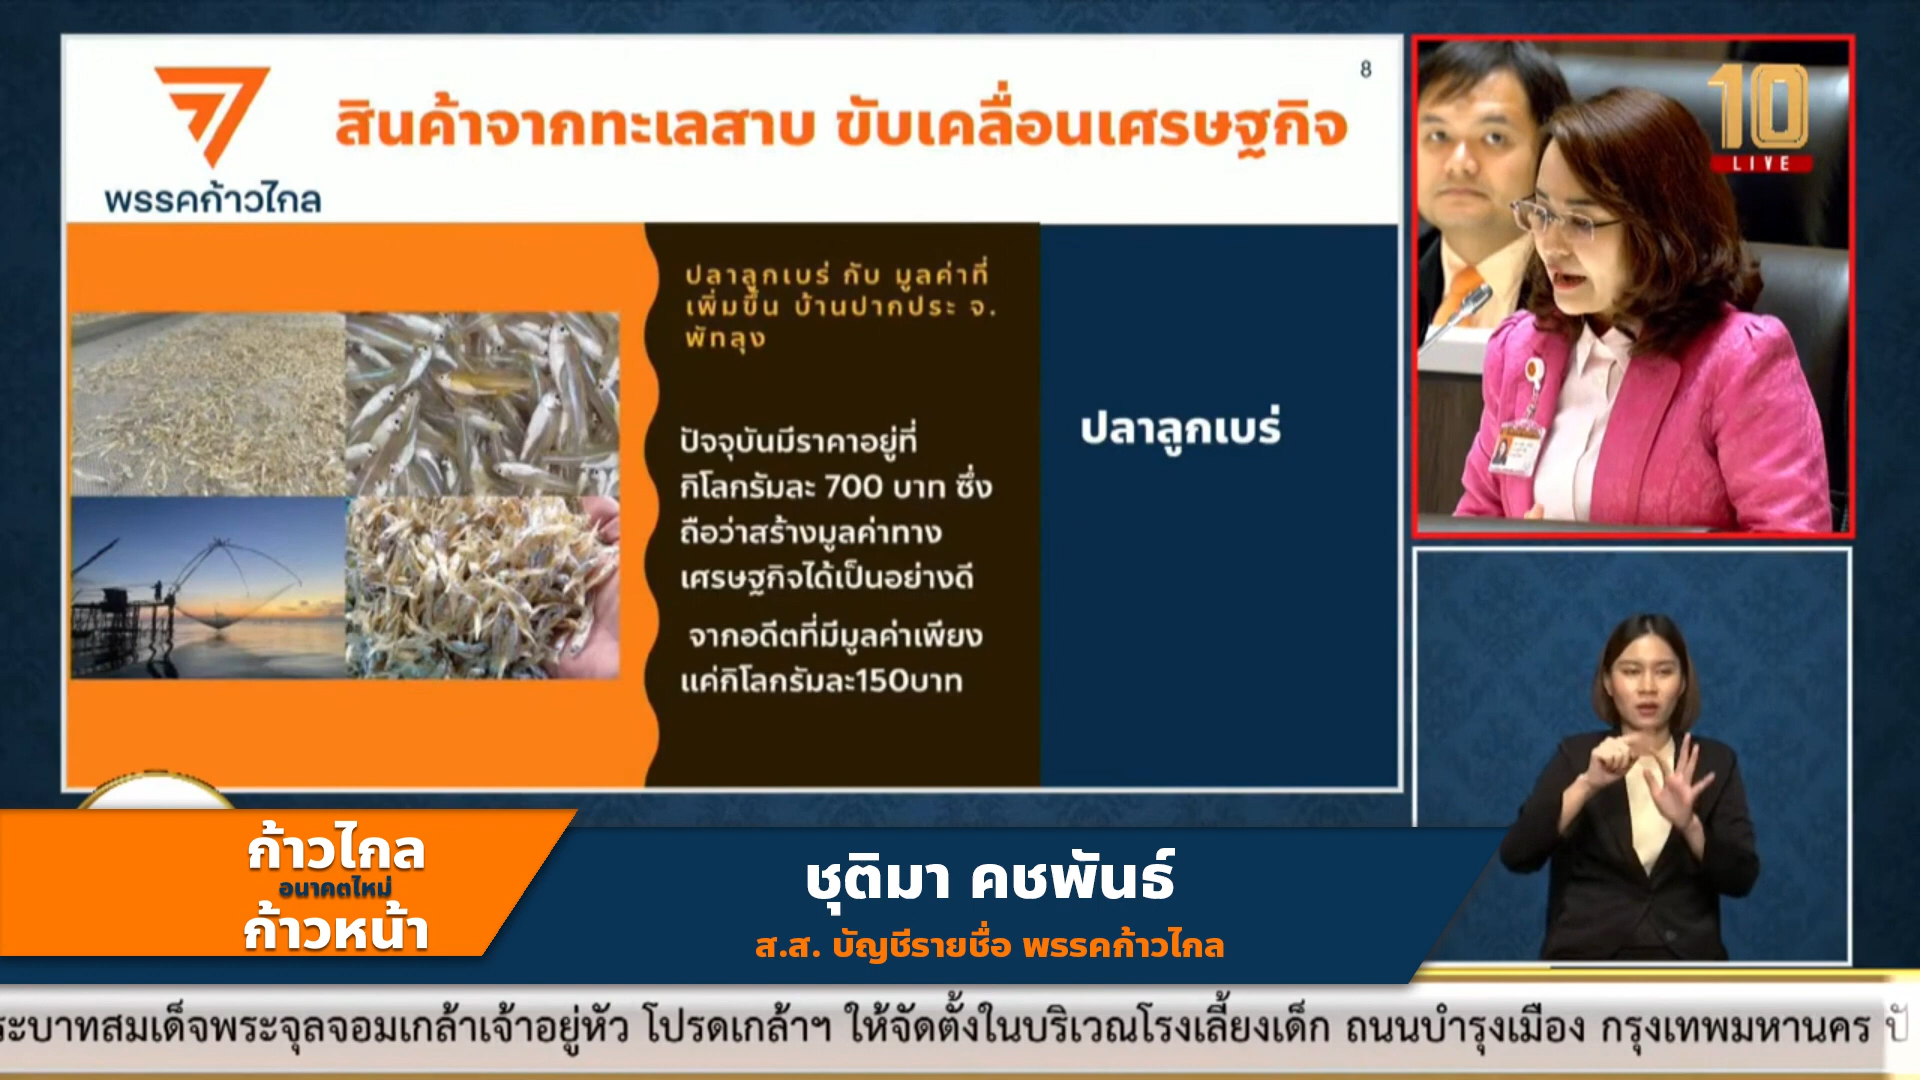 8
สินค้าจากทะเลสาบ ขับเคลื่อนเศรษฐกิจ
พรรคก้าวไกล
ปลาลูกเบร่ กับ มูลค่าที่
เพิ่มขึ้น บ้านปากประ จ.
พัทลุง
ปัจจุบันมีราคาอยู่ที่
กิโลกรัมละ 700 บาท ซึ่ง
ถือว่าสร้างมูลค่าทาง
เศรษฐกิจได้เป็นอย่างดี
จากอดีตที่มีมูลค่าเพียง
แค่กิโลกรัมละ150บาท
ปลาลูกเบร่
10
LIVE
ก้าวไกล
อนาคตใหม่
ก้าวหน้า
ชุติมา คชพันธ์
ส.ส. บัญชีรายชื่อ พรรคก้าวไกล
ระบาทสมเด็จพระจุลจอมเกล้าเจ้าอยู่หัว โปรดเกล้าฯ ให้จัดตั้งในบริเวณโรงเลี้ยงเด็ก ถนนบำรุงเมือง กรุงเทพมหานคร